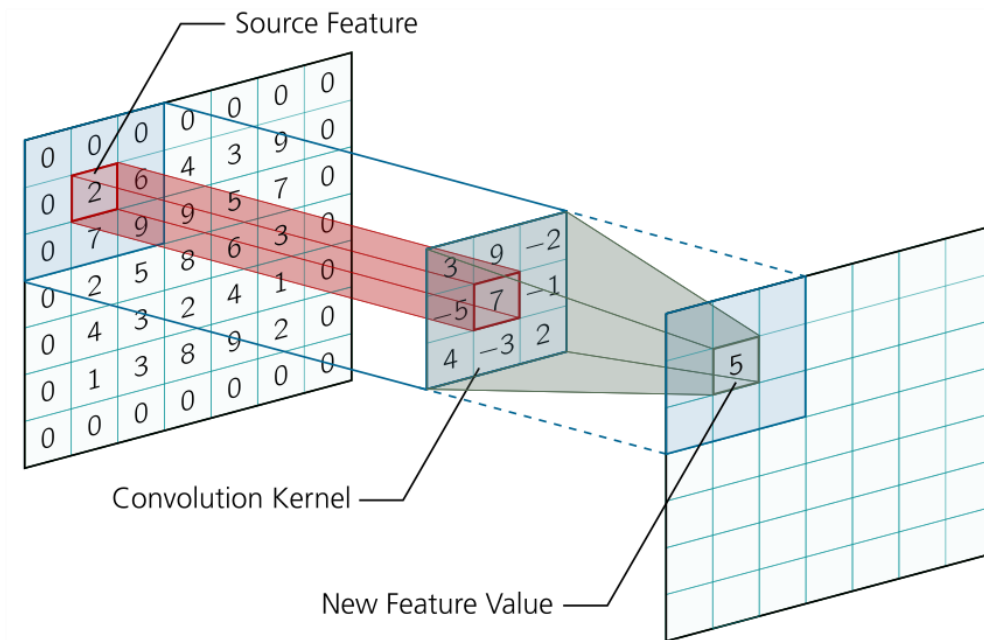 Source Feature
0 0 0 0 0 0 0
0 2 6 4 3 9 0
0 7 9 9 5 7 0
0 2 5 8 6 3 0
0 4 3 2 4 1 0
0 1 3 8 9 2 0
0 0 0 0 0 0 0
3 9 −2
−5 7 −1
4 −3 2
5
Convolution Kernel
New Feature Value